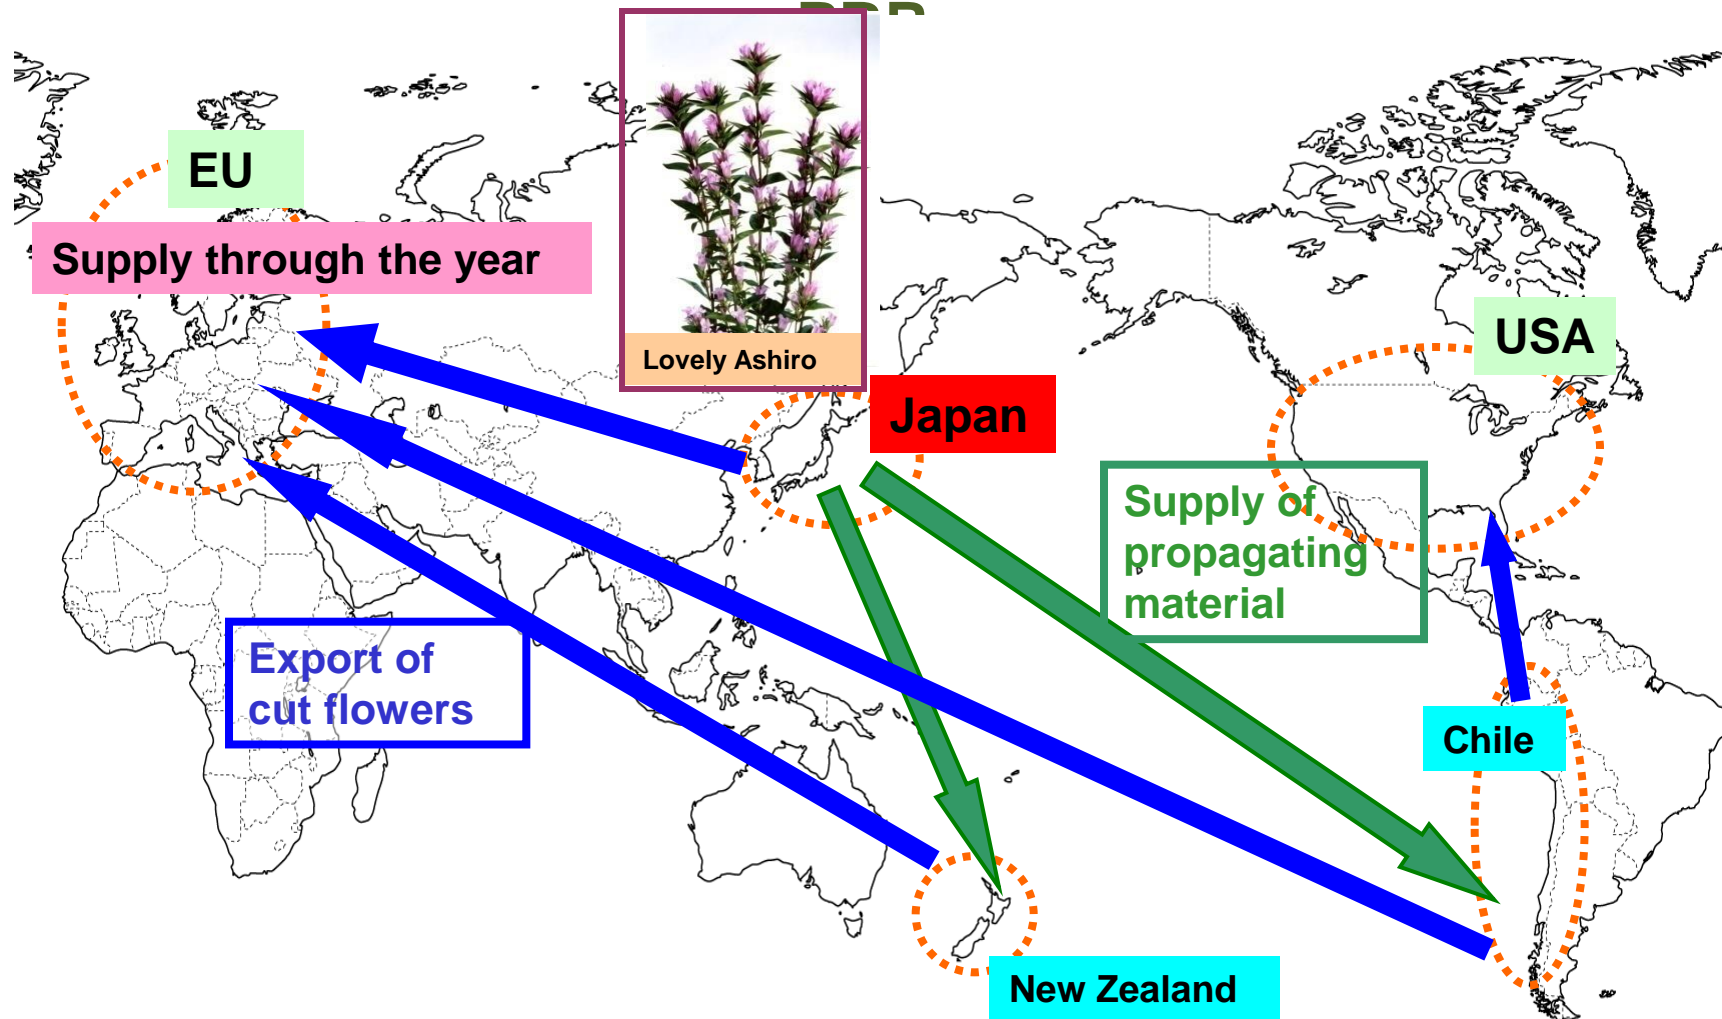 EU
Supply through the year
Lovely Ashiro
Japan
USA
Supply of
propagating
material
Export of
cut flowers
Chile
New Zealand